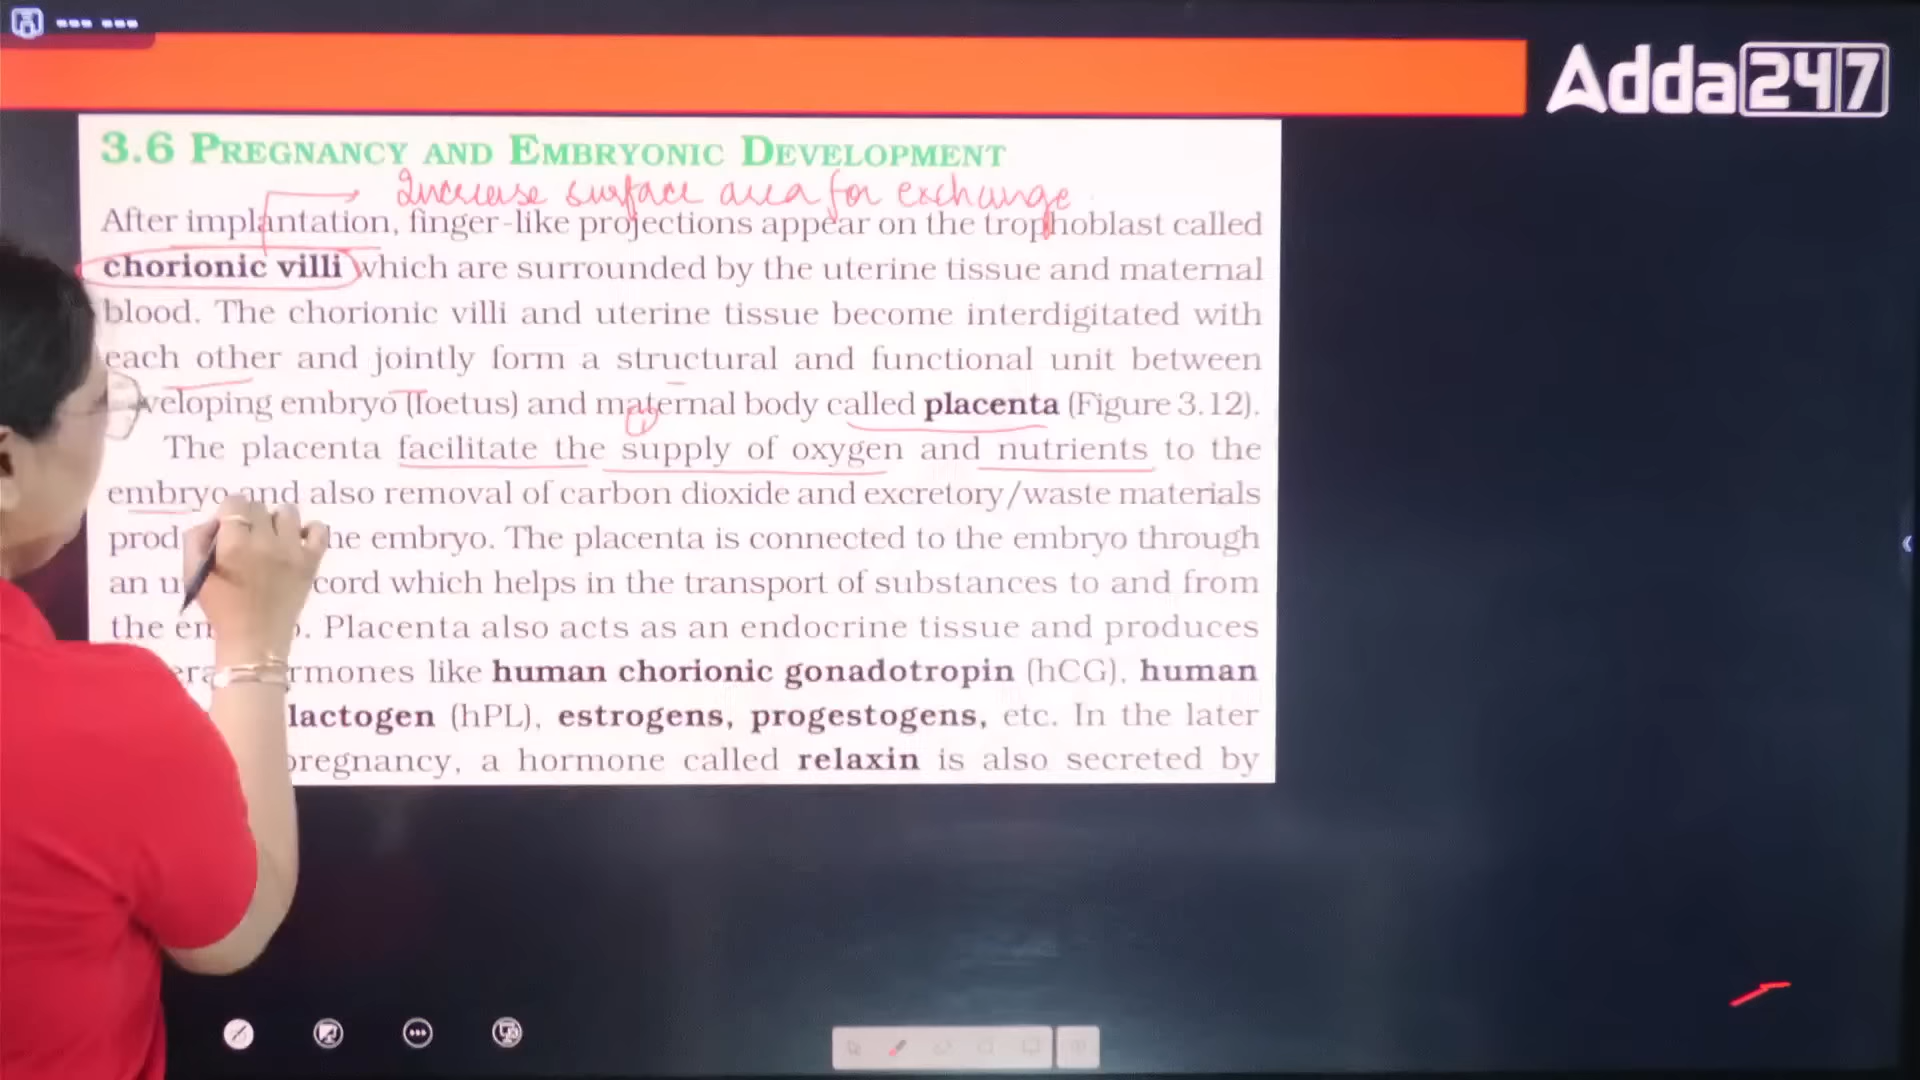 Adda247
3.6 PREGNANCY AND EMBRYONIC DEVELOPMENT
Increase surface area for exchange
After implantation, finger-like projections appear on the trophoblast called
chorionic villi which are surrounded by the uterine tissue and maternal
blood. The chorionic villi and uterine tissue become interdigitated with
each other and jointly form a structural and functional unit between
veloping embryo (foetus) and maternal body called placenta (Figure 3.12).
The placenta facilitate the supply of oxygen and nutrients to the
embryo and also removal of carbon dioxide and excretory/waste materials
prod he embryo. The placenta is connected to the embryo through
an u cord which helps in the transport of substances to and from
the em . Placenta also acts as an endocrine tissue and produces
era rmones like human chorionic gonadotropin (hCG), human
lactogen (hPL), estrogens, progestogens, etc. In the later
pregnancy, a hormone called relaxin is also secreted by